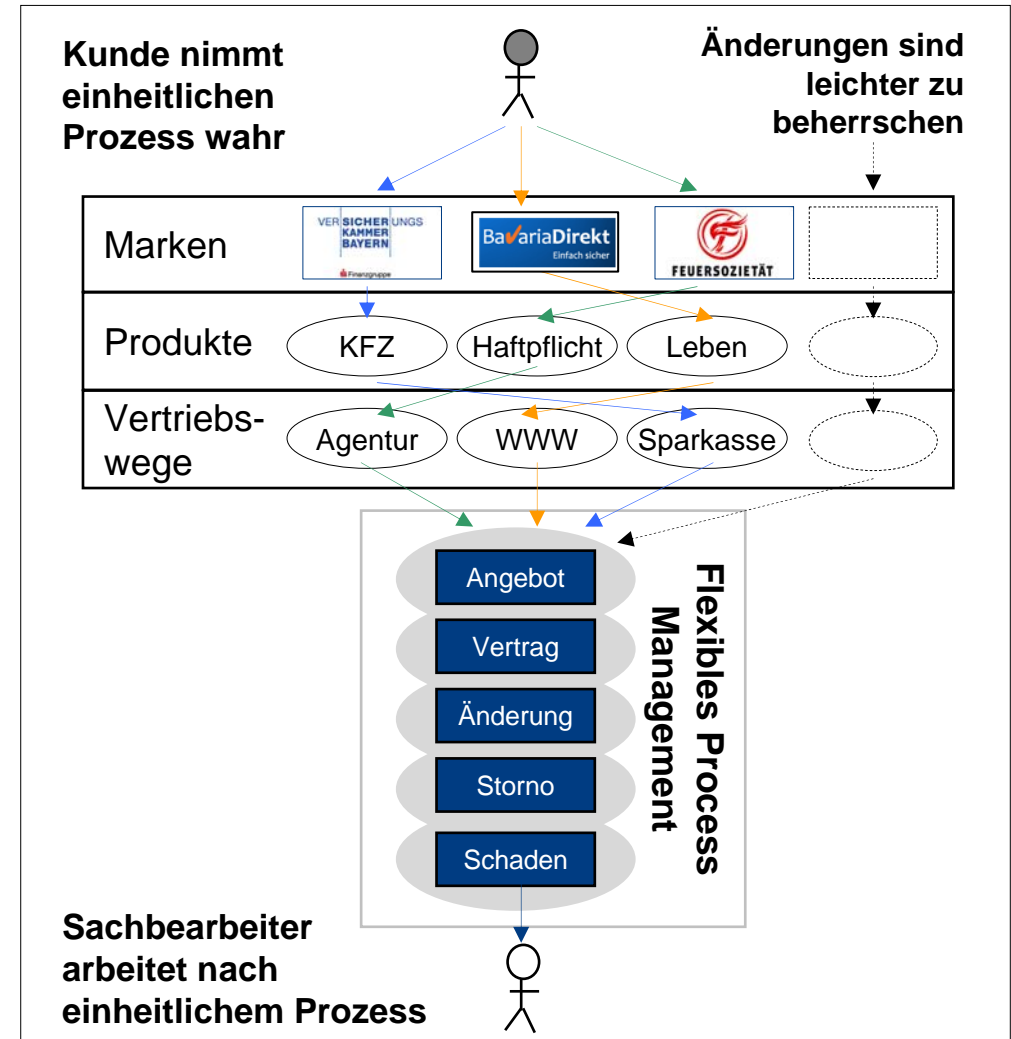 Kunde nimmt
einheitlichen
Prozess wahr
Änderungen sind
leichter zu
beherrschen
Marken
VERSICHERUNGS
KAMMER
BAYERN
Finanzgruppe
BavariaDirekt
Einfach sicher
FEUERSOZIETÄT
Produkte
KFZ
Haftpflicht
Leben
Vertriebs-
wege
Agentur
WWW
Sparkasse
Angebot
Vertrag
Änderung
Storno
Schaden
Flexibles Process
Management
Sachbearbeiter
arbeitet nach
einheitlichem Prozess